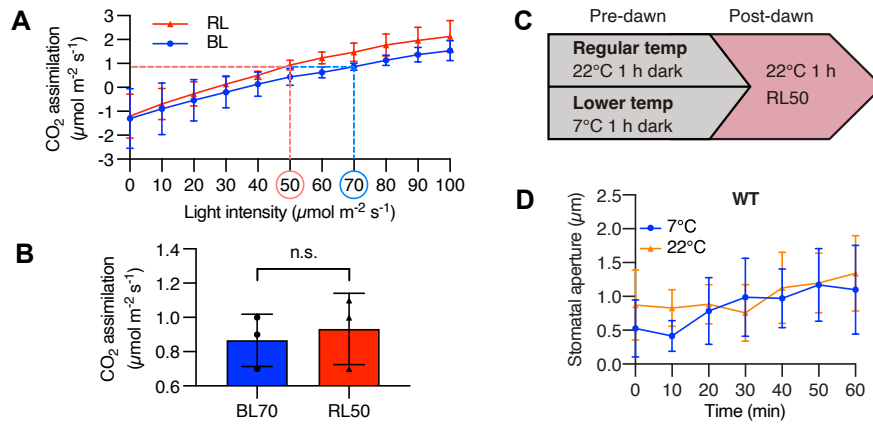 A
RL
BL
CO2 assimilation
(µmol m-2 s-1)
3
2
1
0
-1
-2
-3
0 10 20 30 40 50 60 70 80 90 100
Light intensity (µmol m-2 s-1)
B
n.s.
CO2 assimilation
(µmol m-2 s-1)
1.4
1.2
1.0
0.8
0.6
BL70 RL50
C
Pre-dawn Post-dawn
Regular temp
22°C 1 h dark
Lower temp
7°C 1 h dark
22°C 1 h
RL50
D
WT
7°C
22°C
Stomatal aperture (µm)
2.5
2.0
1.5
1.0
0.5
0.0
0 10 20 30 40 50 60
Time (min)